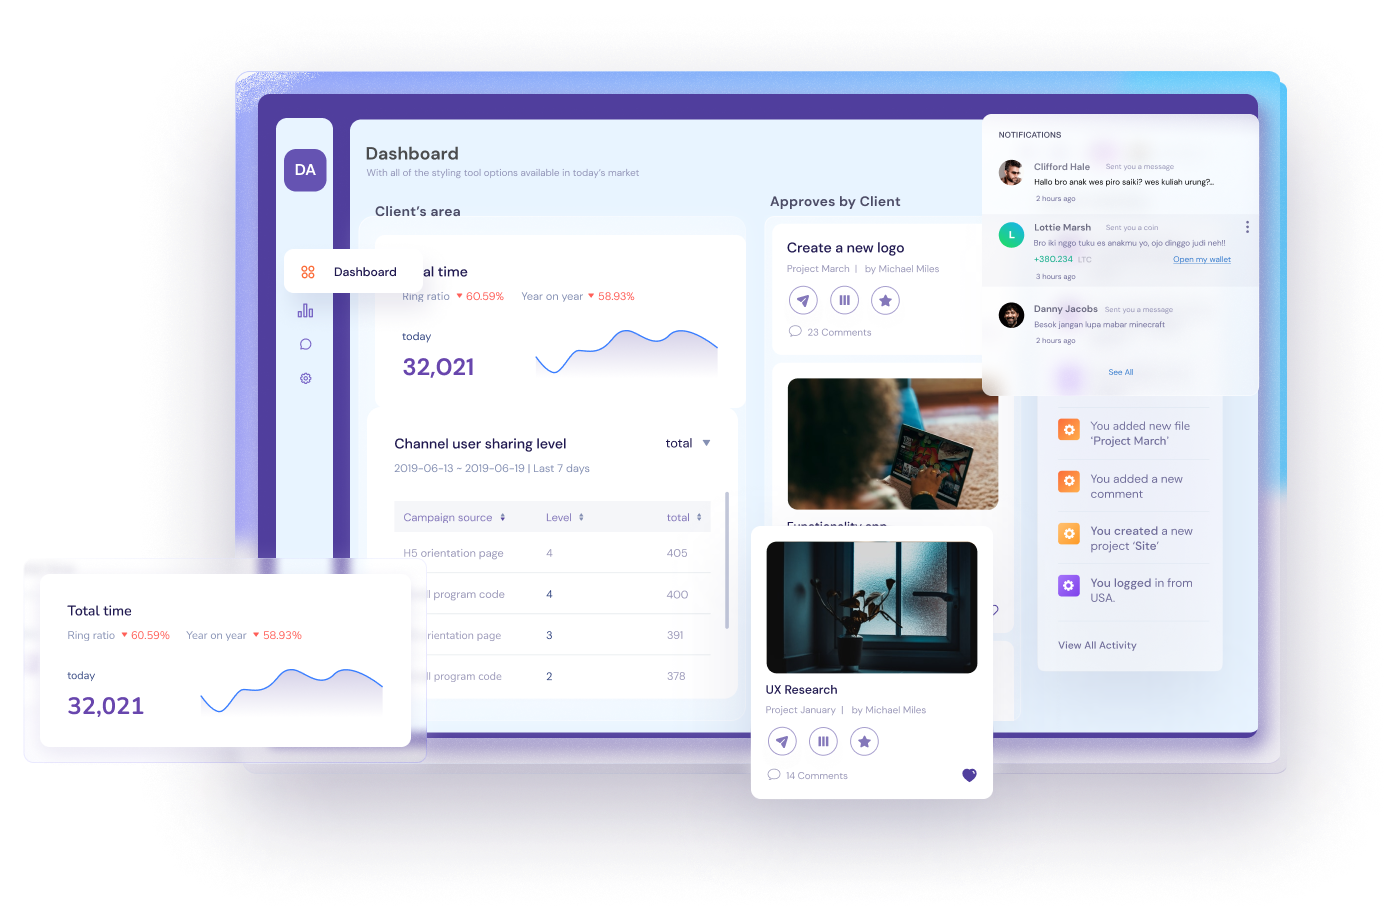 DA
Dashboard
With all of the styling tool options available in today's market
Client's area
Dashboard
al time
Ring ratio 60.59% Year on year 58.93%
today
32,021
Channel user sharing level total
2019-06-13 - 2019-06-19 | Last 7 days
Campaign source Level total
H5 orientation page 4 405
ll program code 4 400
rientation page 3 391
ll program code 2 378
Total time
Ring ratio 60.59% Year on year 58.93%
today
32,021
Approves by Client
Create a new logo
Project March | by Michael Miles
23 Comments
Functionality app
UX Research
Project January | by Michael Miles
14 Comments
NOTIFICATIONS
Clifford Hale Sent you a message
Hallo bro anak wes piro saiki? wes kuliah urung?...
2 hours ago
L
Lottie Marsh Sent you a coin
Bro iki nggo tuku es anakmu yo, ojo dinggo judi neh!!
+380.234 LTC Open my wallet
3 hours ago
Danny Jacobs Sent you a message
Besok jangan lupa mabar minecraft
2 hours ago
See All
You added new file
'Project March'
You added a new
comment
You created a new
project 'Site'
You logged in from
USA.
View All Activity